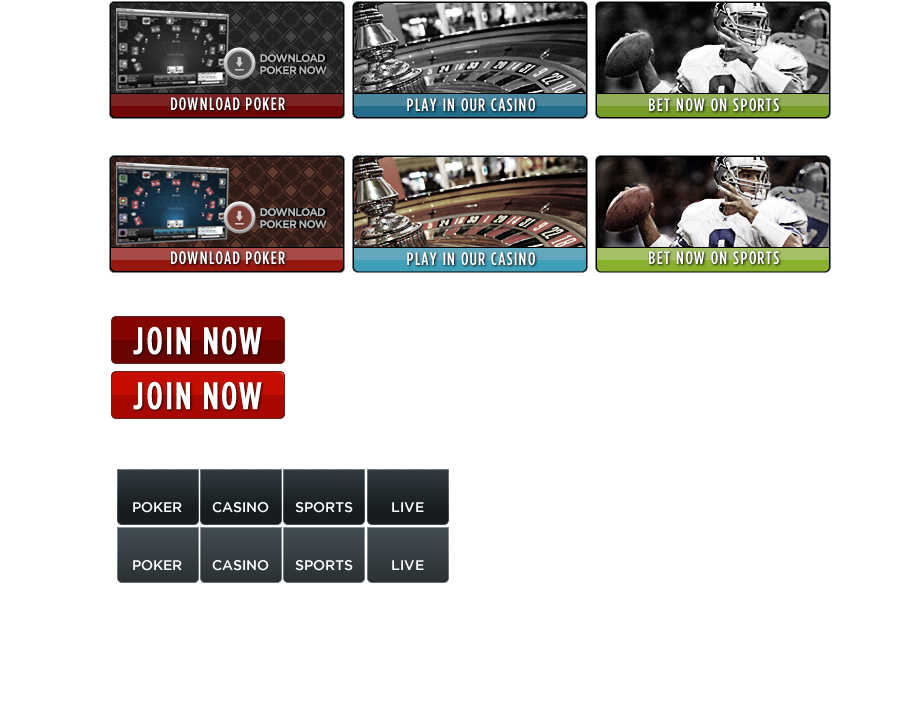 DOWNLOAD
POKER NOW
DOWNLOAD POKER
PLAY IN OUR CASINO
BET NOW ON SPORTS
DOWNLOAD
POKER NOW
DOWNLOAD POKER
PLAY IN OUR CASINO
BET NOW ON SPORTS
JOIN NOW
JOIN NOW
POKER CASINO SPORTS LIVE
POKER CASINO SPORTS LIVE